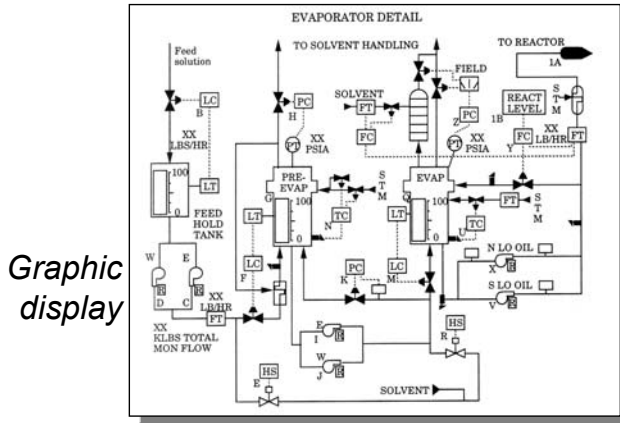 EVAPORATOR DETAIL
TO SOLVENT HANDLING
TO REACTOR
1A
Feed
solution
FIELD
SOLVENT
FT
FC
LC
B
PC
H
PC
Z
REACT
LEVEL
1B
FC
Y
S
T
M
XX
LB/HR
FT
XX
LBS/HR
PT
XX
PSIA
PT
XX
PSIA
100
0
LT
FEED
HOLD
TANK
PRE-
EVAP
G
100
0
LT
TC
N
S
T
M
EVAP
Q
100
0
LT
TC
U
FT
S
T
M
W
E
R
R
D
C
LC
F
PC
K
LC
M
N LO OIL
X
R
S LO OIL
V
R
XX
LB/HR
FT
XX
KLBS TOTAL
MON FLOW
E
I
R
W
J
R
HS
R
HS
E
SOLVENT
Graphic
display